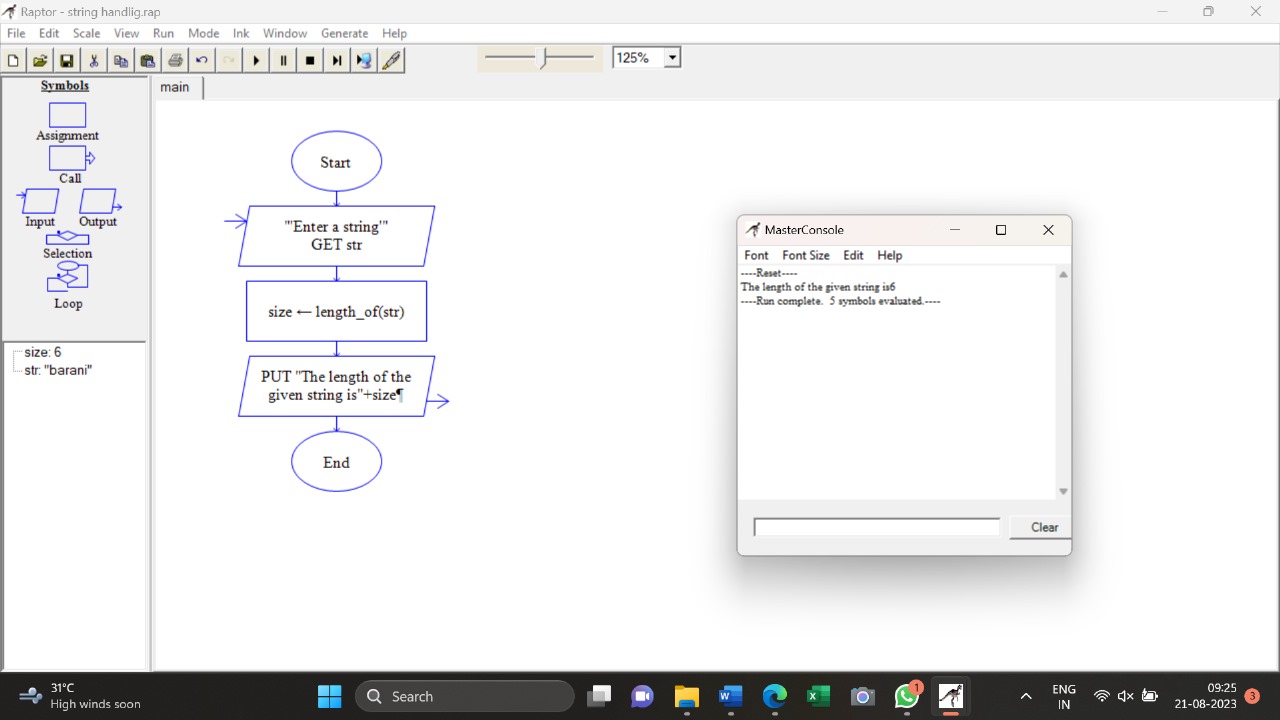 Raptor - string handlig.rap
File Edit Scale View Run Mode Ink Window Generate Help
125%
Symbols
main
Assignment
Call
Input Output
Selection
Loop
size: 6
str: "barani"
Start
"'Enter a string'"
GET str
size ← length_of(str)
PUT "The length of the
given string is"+size¶
End
MasterConsole
Font Font Size Edit Help
----Reset----
The length of the given string is6
----Run complete. 5 symbols evaluated.----
Clear
31°C
High winds soon
Search
1
ENG
IN
09:25
21-08-2023
3